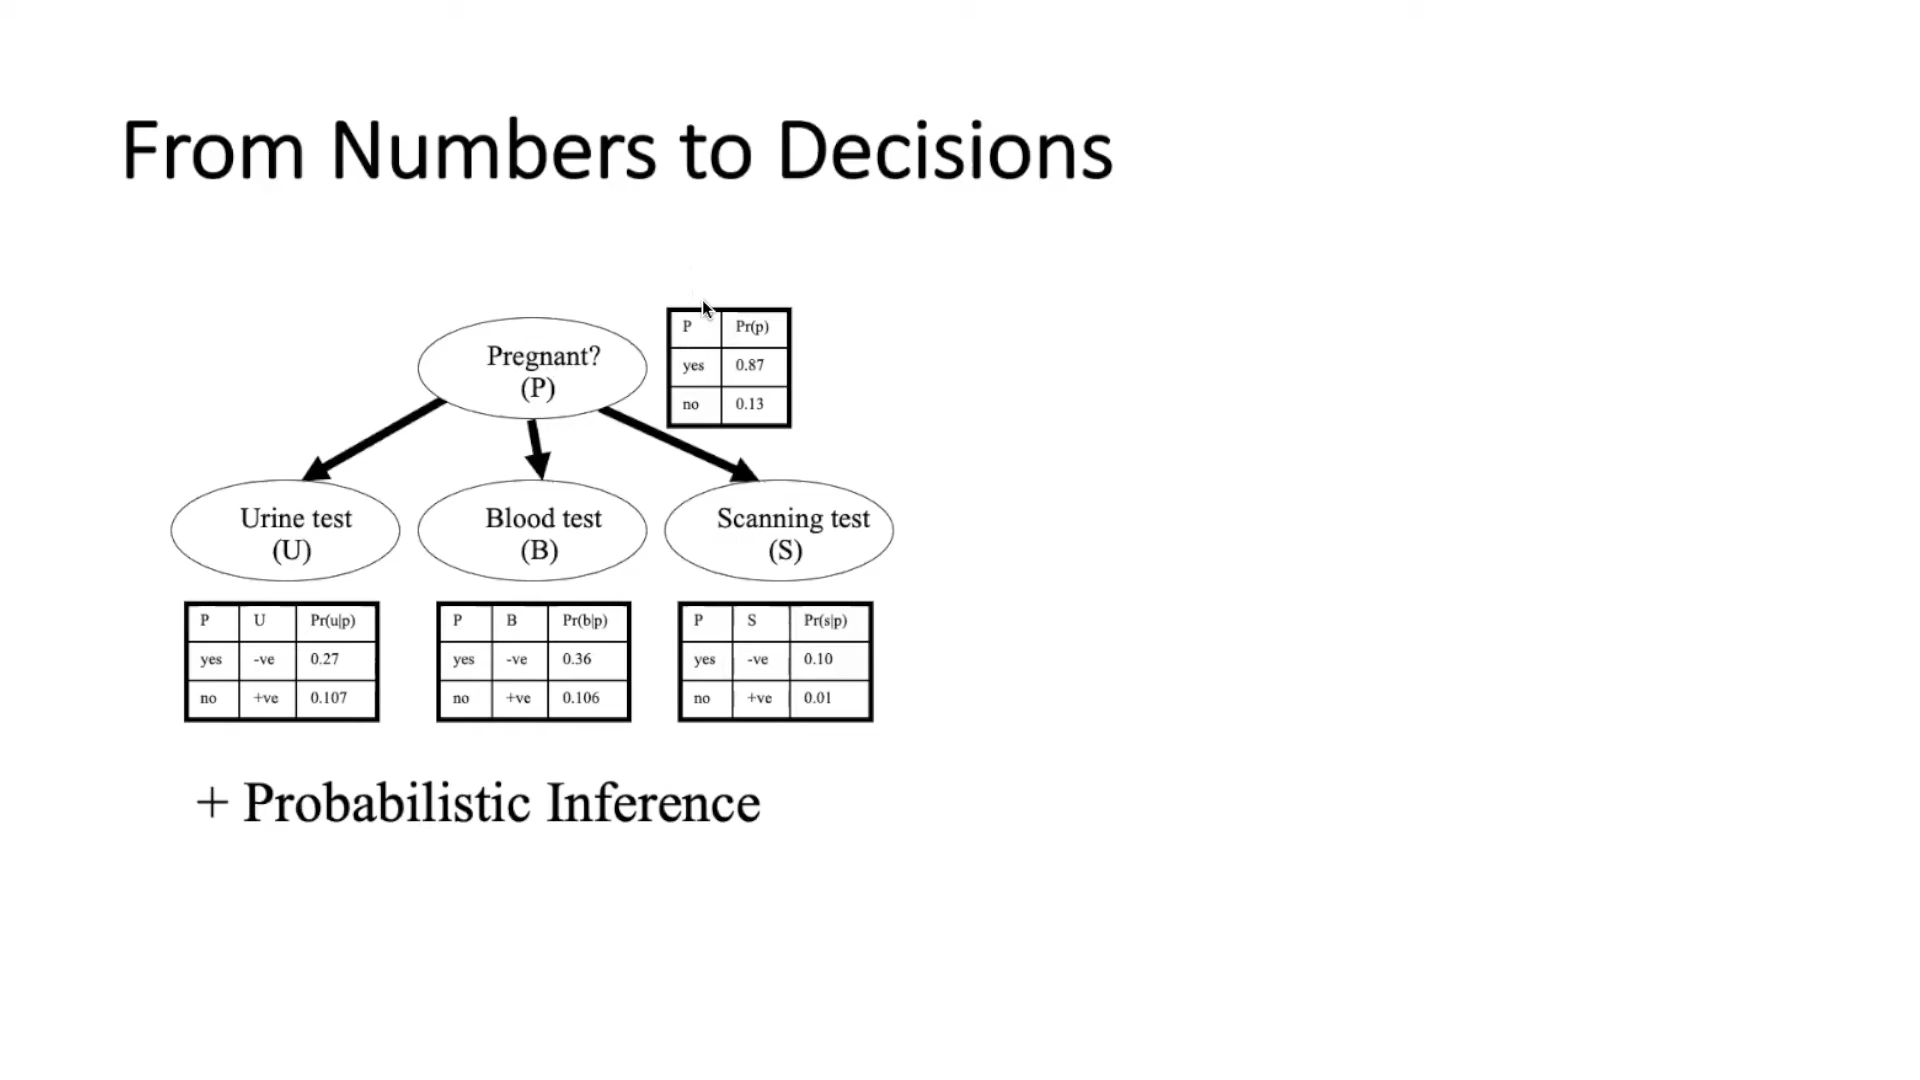 From Numbers to Decisions
Pregnant?
(P)
P Pr(p)
yes 0.87
no 0.13
Urine test
(U)
Blood test
(B)
Scanning test
(S)
P U Pr(u|p)
yes -ve 0.27
no +ve 0.107
P B Pr(b|p)
yes -ve 0.36
no +ve 0.106
P S Pr(s|p)
yes -ve 0.10
no +ve 0.01
+ Probabilistic Inference